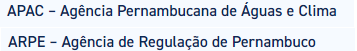 APAC – Agência Pernambucana de Águas e Clima
ARPE – Agência de Regulação de Pernambuco